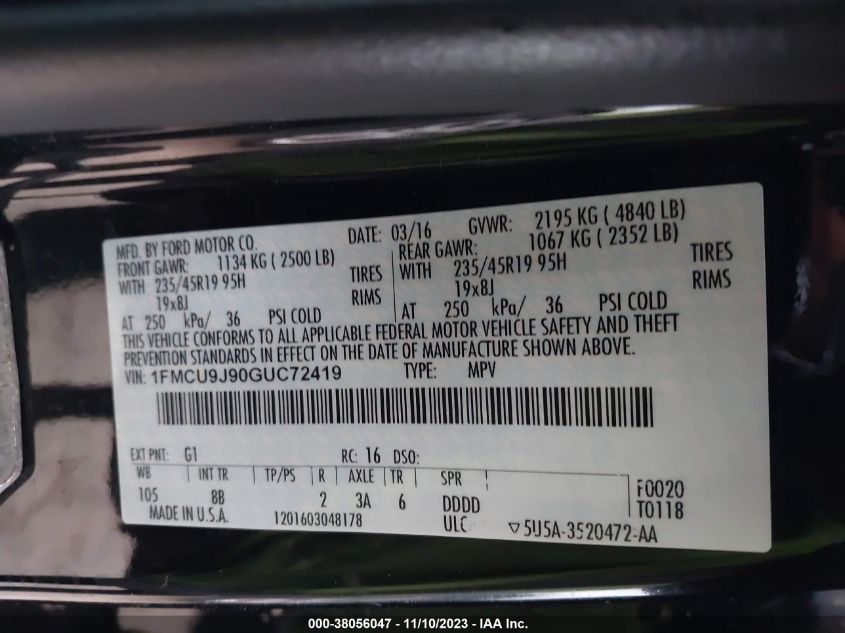 MFD. BY FORD MOTOR CO. DATE: 03/16 GVWR: 2195 KG ( 4840 LB)
FRONT GAWR: 1134 KG ( 2500 LB) REAR GAWR: 1067 KG ( 2352 LB)
WITH 235/45R19 95H TIRES WITH 235/45R19 95H TIRES
19x8J RIMS 19x8J RIMS
AT 250 kPa/ 36 PSI COLD AT 250 kPa/ 36 PSI COLD
THIS VEHICLE CONFORMS TO ALL APPLICABLE FEDERAL MOTOR VEHICLE SAFETY AND THEFT
PREVENTION STANDARDS IN EFFECT ON THE DATE OF MANUFACTURE SHOWN ABOVE.
VIN: 1FMCU9J90GUC72419 TYPE: MPV
EXT PNT: G1 RC: 16 DSO:
WB INT TR TP/PS R AXLE TR SPR
105 8B 2 3A 6 DDDD F0020
MADE IN U.S.A. 1201603048178 ULC ▽5U5A-3520472-AA T0118
000-38056047 - 11/10/2023 - IAA Inc.